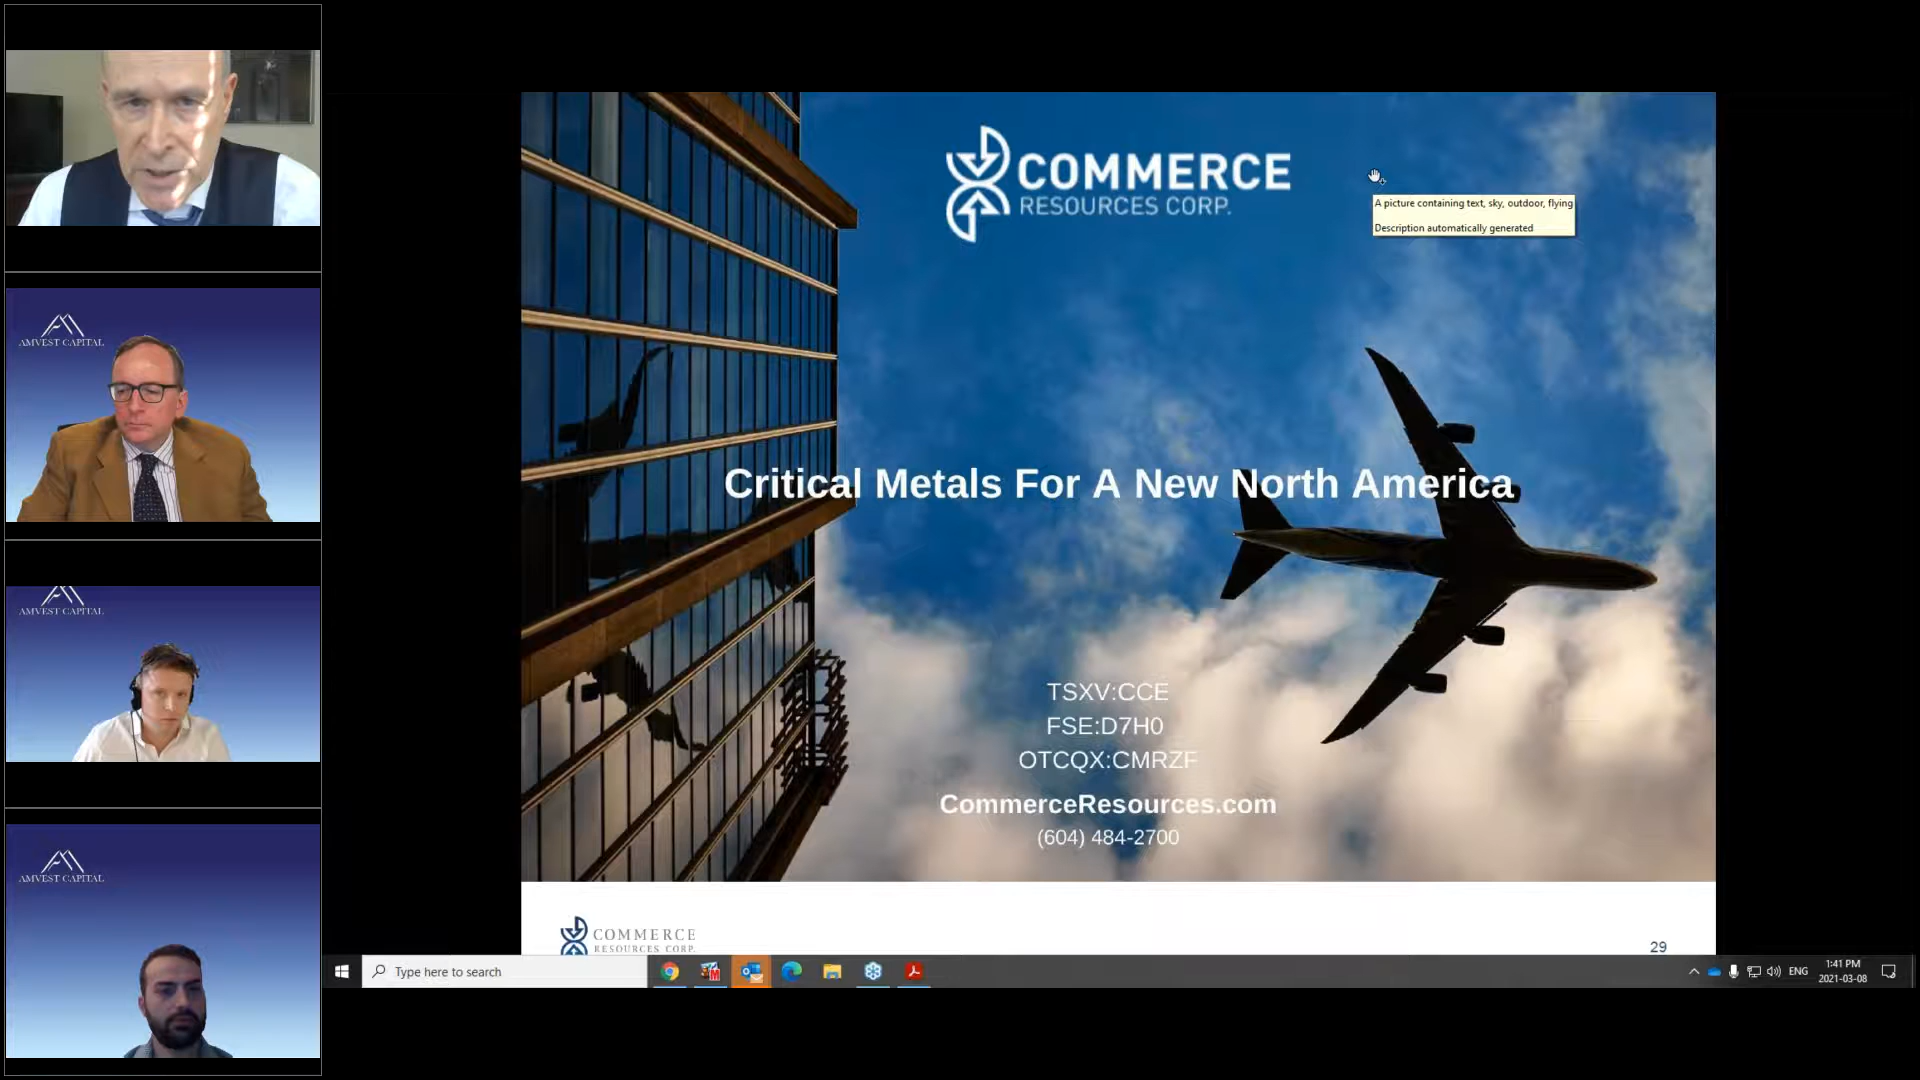 AMVEST CAPITAL
AMVEST CAPITAL
AMVEST CAPITAL
COMMERCE
RESOURCES CORP.
A picture containing text, sky, outdoor, flying
Description automatically generated
Critical Metals For A New North America
TSXV:CCE
FSE:D7H0
OTCQX:CMRZF
CommerceResources.com
(604) 484-2700
COMMERCE
RESOURCES CORP.
29
Type here to search
ENG
1:41 PM
2021-03-08